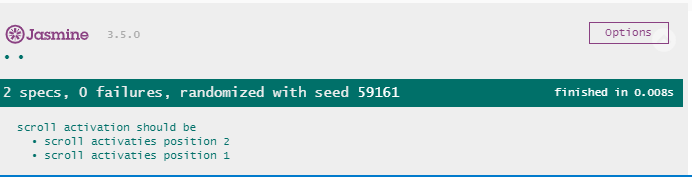 Jasmine 3.5.0 Options
• •
2 specs, 0 failures, randomized with seed 59161 finished in 0.008s
scroll activation should be
• scroll activaties position 2
• scroll activaties position 1